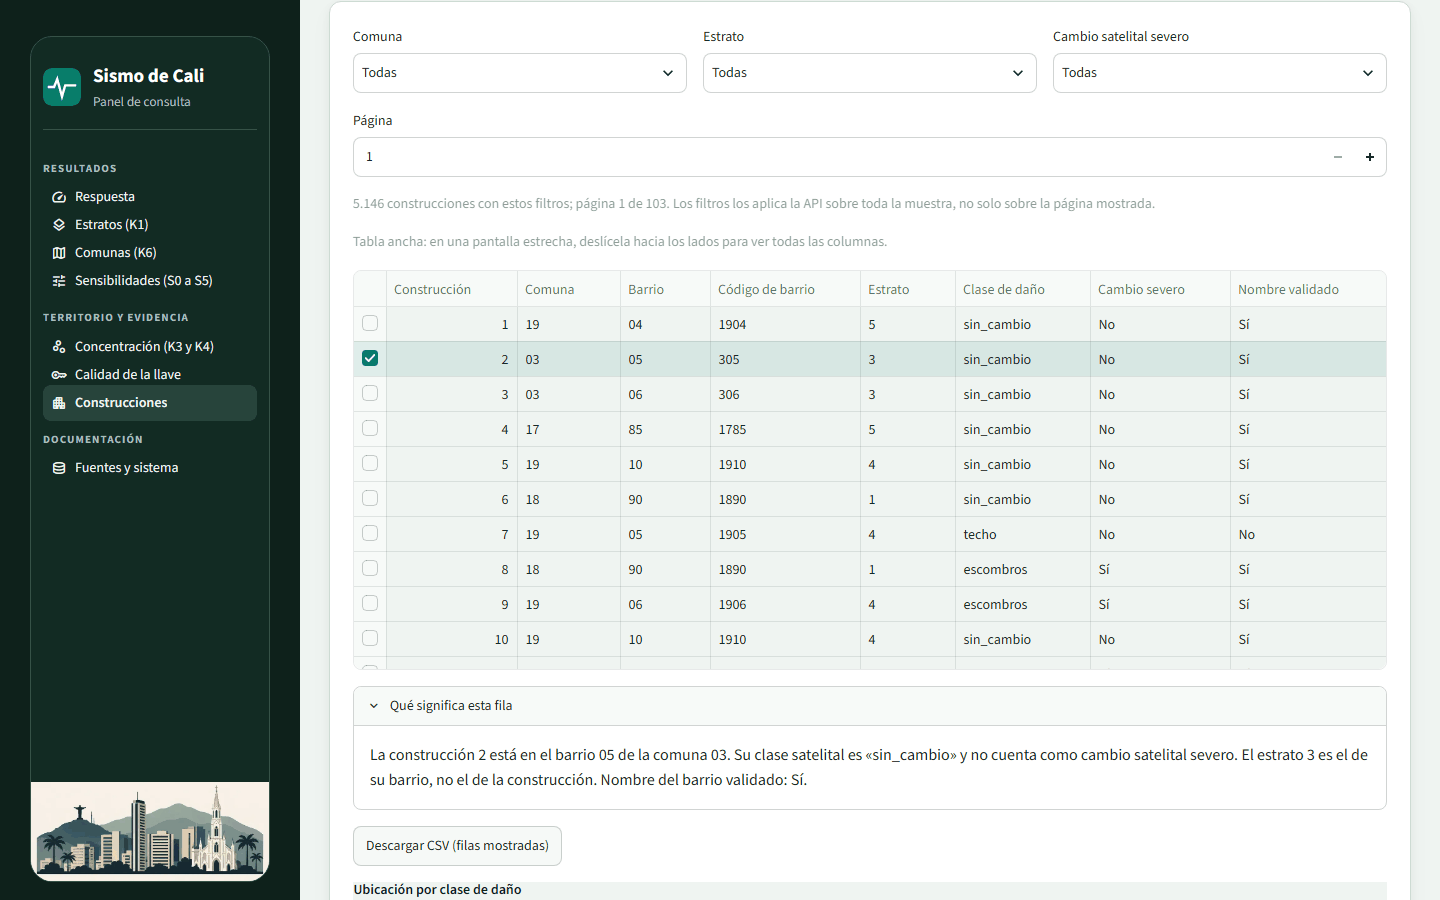 Sismo de Cali
Panel de consulta
RESULTADOS
Respuesta
Estratos (K1)
Comunas (K6)
Sensibilidades (S0 a S5)
TERRITORIO Y EVIDENCIA
Concentración (K3 y K4)
Calidad de la llave
Construcciones
DOCUMENTACIÓN
Fuentes y sistema
Comuna Estrato Cambio satelital severo
Todas Todas Todas
Página
1
5.146 construcciones con estos filtros; página 1 de 103. Los filtros los aplica la API sobre toda la muestra, no solo sobre la página mostrada.
Tabla ancha: en una pantalla estrecha, deslícela hacia los lados para ver todas las columnas.
Construcción Comuna Barrio Código de barrio Estrato Clase de daño Cambio severo Nombre validado
1 19 04 1904 5 sin_cambio No Sí
2 03 05 305 3 sin_cambio No Sí
3 03 06 306 3 sin_cambio No Sí
4 17 85 1785 5 sin_cambio No Sí
5 19 10 1910 4 sin_cambio No Sí
6 18 90 1890 1 sin_cambio No Sí
7 19 05 1905 4 techo No No
8 18 90 1890 1 escombros Sí Sí
9 19 06 1906 4 escombros Sí Sí
10 19 10 1910 4 sin_cambio No Sí
Qué significa esta fila
La construcción 2 está en el barrio 05 de la comuna 03. Su clase satelital es «sin_cambio» y no cuenta como cambio satelital severo. El estrato 3 es el de
su barrio, no el de la construcción. Nombre del barrio validado: Sí.
Descargar CSV (filas mostradas)
Ubicación por clase de daño